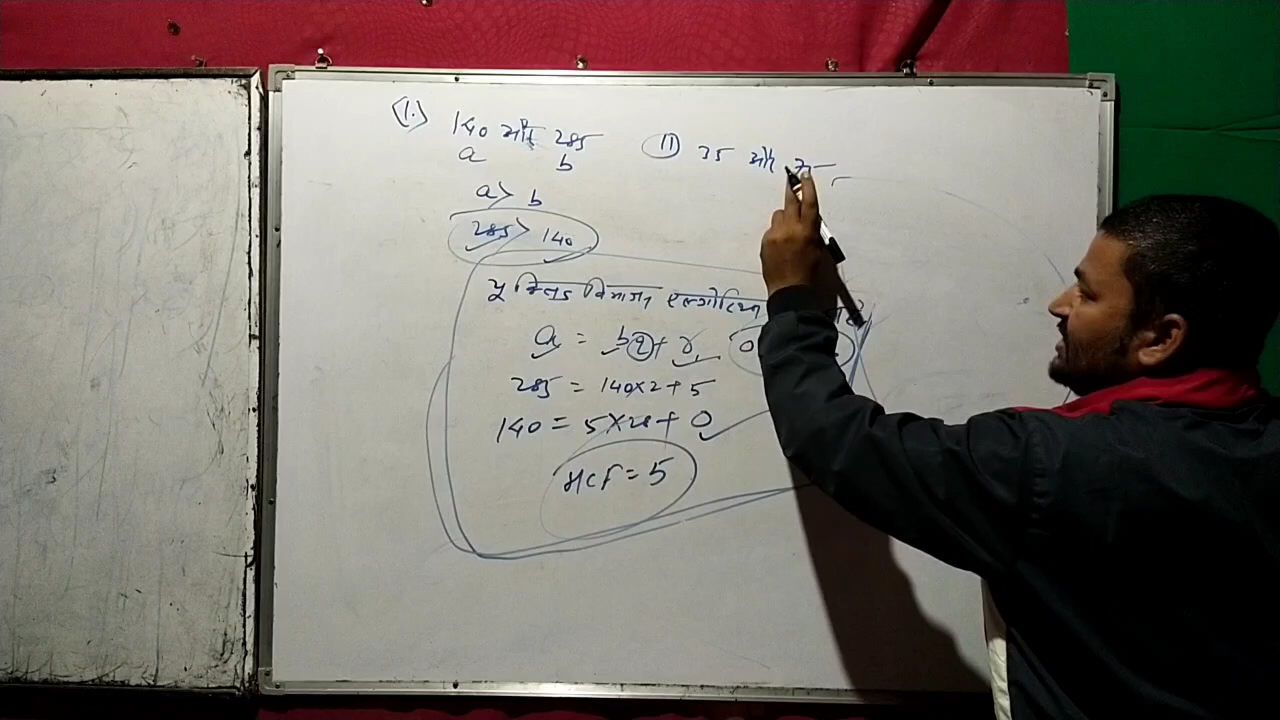 (1.) 140 और 285
a b
a > b
285 > 140
यूक्लिड विभाजन एल्गोरिथ्म
a = bq + r, 0
285 = 140×2+5
140 = 5×28+0
HCF = 5
(11) 35 और